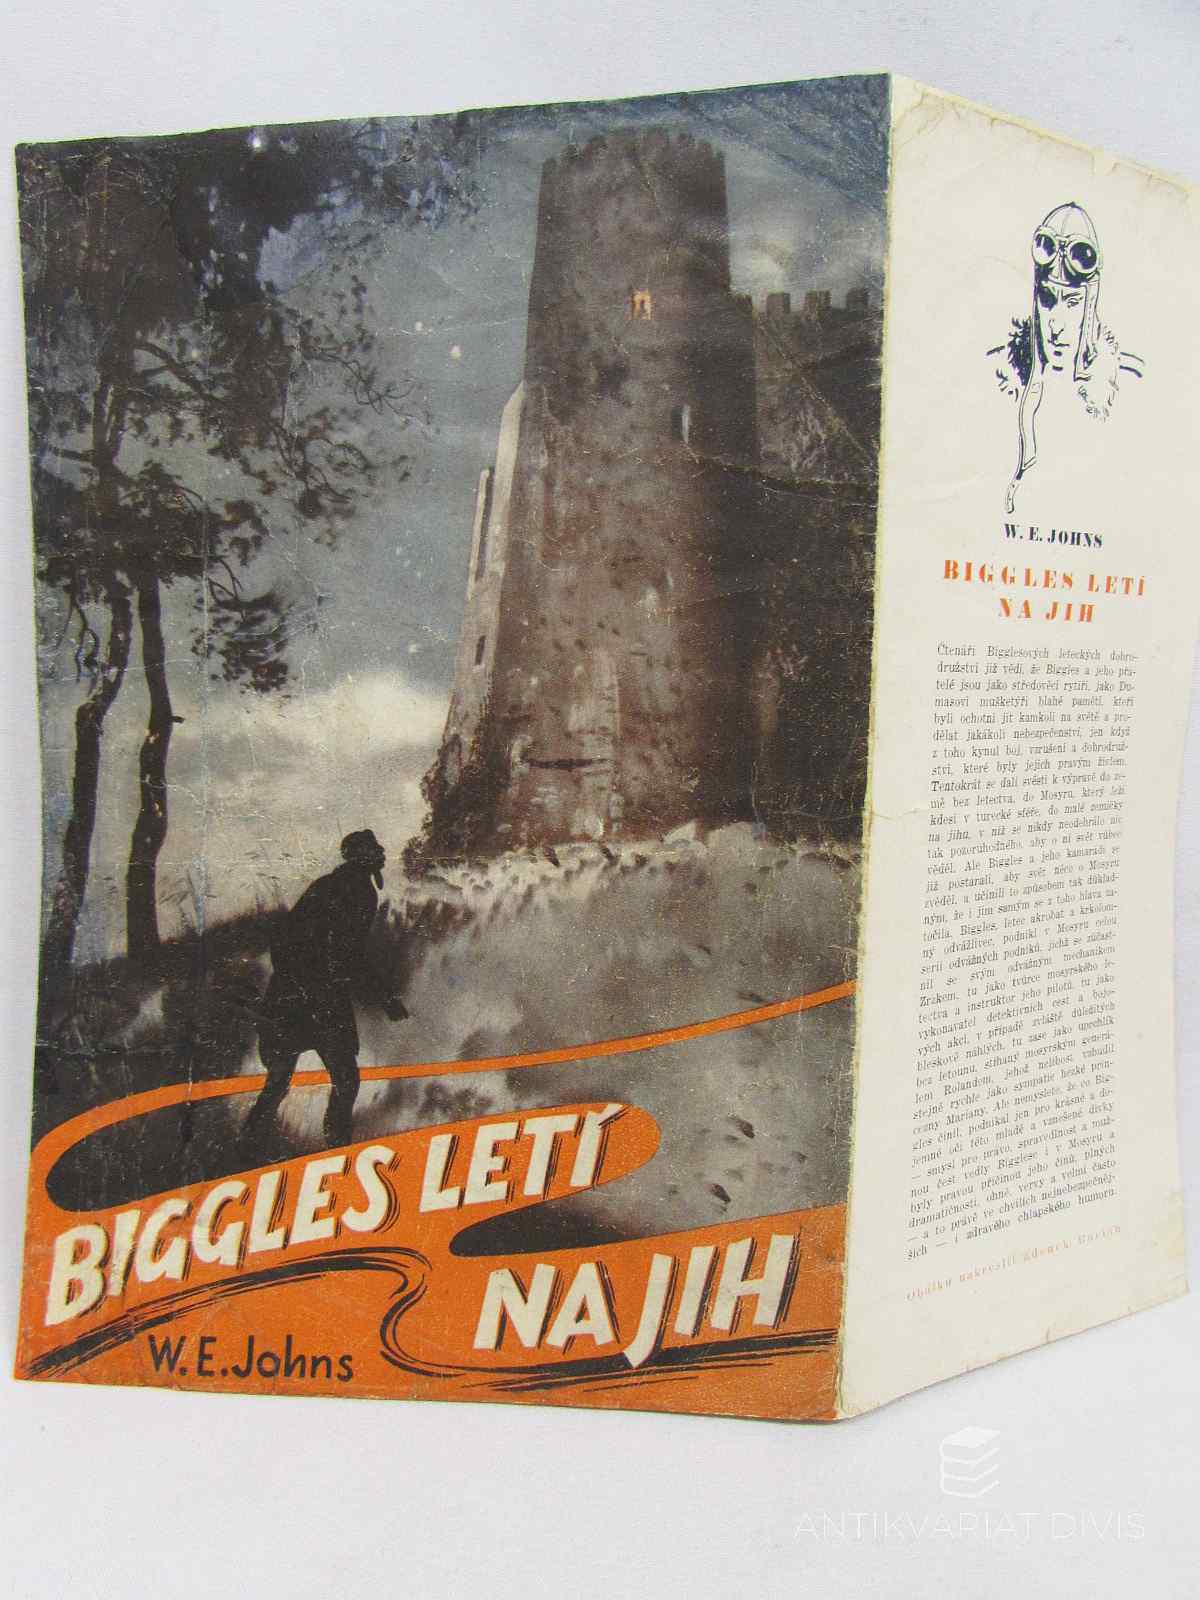 BIGGLES LETÍ
NA JIH
W.E.Johns
W. E. JOHNS
BIGGLES LETÍ
NA JIH
Čtenáři Bigglesových leteckých dobro-
družství již vědí, že Biggles a jeho přá-
telé jsou jako středověcí rytíři, jako Du-
masovi mušketýři blahé paměti, kteří
byli ochotni jít kamkoli na světě a pro-
dělat jakákoli nebezpečenství, jen když
z toho kynul boj, vzrušení a dobrodruž-
ství, které byly jejich pravým živlem.
Tentokrát se dali svésti k výpravě do ze-
mě bez letectva, do Mosyru, který leží
kdesi v turecké sféře, do malé zemičky
na jihu, v níž se nikdy neodehrálo nic
tak pozoruhodného, aby o ní svět vůbec
věděl. Ale Biggles a jeho kamarádi se
již postarali, aby svět něco o Mosyru
zvěděl, a učinili to způsobem tak důklad-
ným, že i jim samým se z toho hlava za-
točila. Biggles, letec akrobat a krkolom-
ný odvážlivec, podnikl v Mosyru celou
serii odvážných podniků, jichž se zúčast-
nil se svým odvážným mechanikem
Zrzkem, tu jako tvůrce mosyrského le-
tectva a instruktor jeho pilotů, tu jako
vykonavatel detektivních cest a bojo-
vých akcí, v případě zvláště důležitých
bleskově náhlých, tu zase jako uprchlík
bez letounu, stíhaný mosyrským generá-
lem Rolandem, jehož nelibost vzbudil
stejně rychle jako sympatie hezké prin-
cezny Mariany. Ale nemyslete, že co Big-
gles činil, podnikal jen pro krásné a do-
jemné oči této mladé a vznešené dívky
— smysl pro právo, spravedlnost a muž-
nou čest vedly Bigglese i v Mosyru a
byly pravou příčinou jeho činů, plných
dramatičnosti, ohně, vervy a velmi často
— a to právě ve chvílích nejnebezpečněj-
ších — i zdravého chlapského humoru.
Obálku nakreslil Zdeněk Burian
ANTIKVARIAT DIVIS